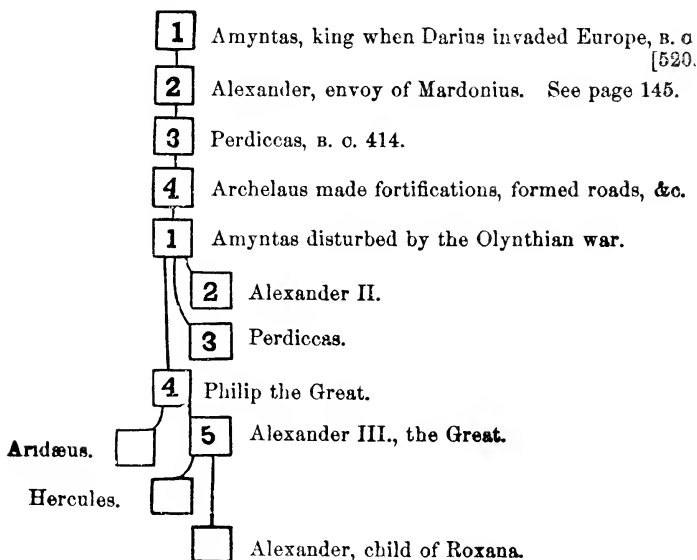 1 Amyntas, king when Darius invaded Europe, B. C
[520.
2 Alexander, envoy of Mardonius. See page 145.
3 Perdiccas, B. C. 414.
4 Archelaus made fortifications, formed roads, &c.
1 Amyntas disturbed by the Olynthian war.
2 Alexander II.
3 Perdiccas.
4 Philip the Great.
5 Alexander III., the Great.
Aridæus.
Hercules.
Alexander, child of Roxana.